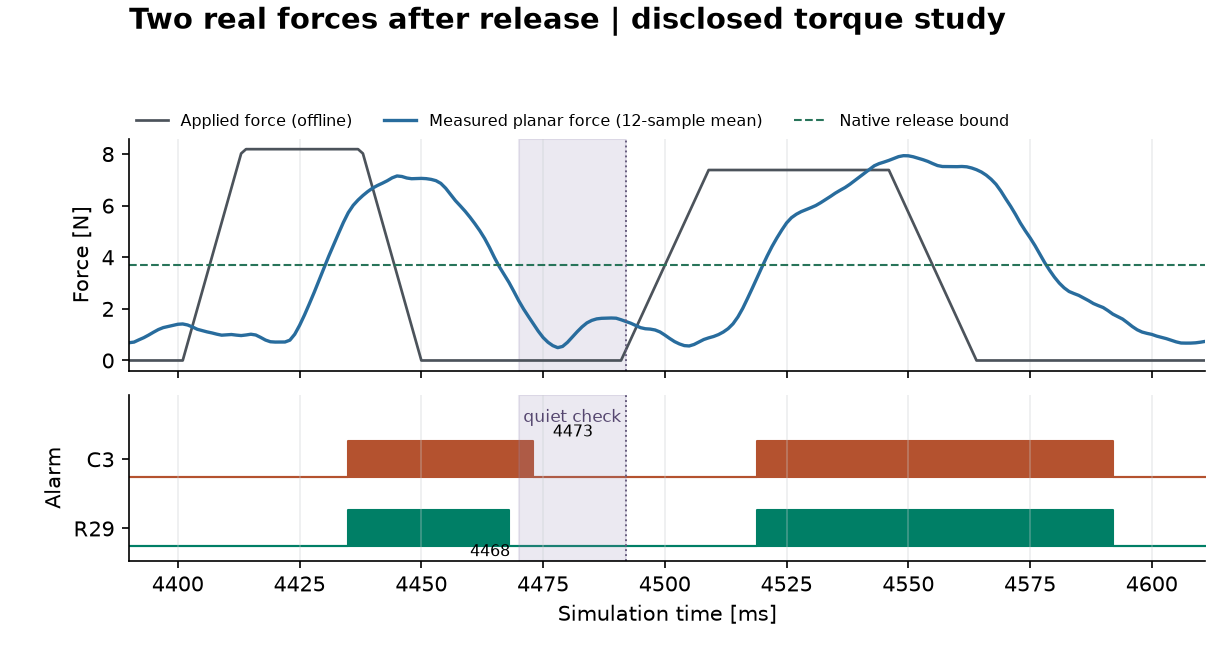 Two real forces after release | disclosed torque study
Applied force (offline)
Measured planar force (12-sample mean)
Native release bound
Force [N]
8
6
4
2
0
quiet check
4473
Alarm
C3
R29
4468
4400
4425
4450
4475
4500
4525
4550
4575
4600
Simulation time [ms]